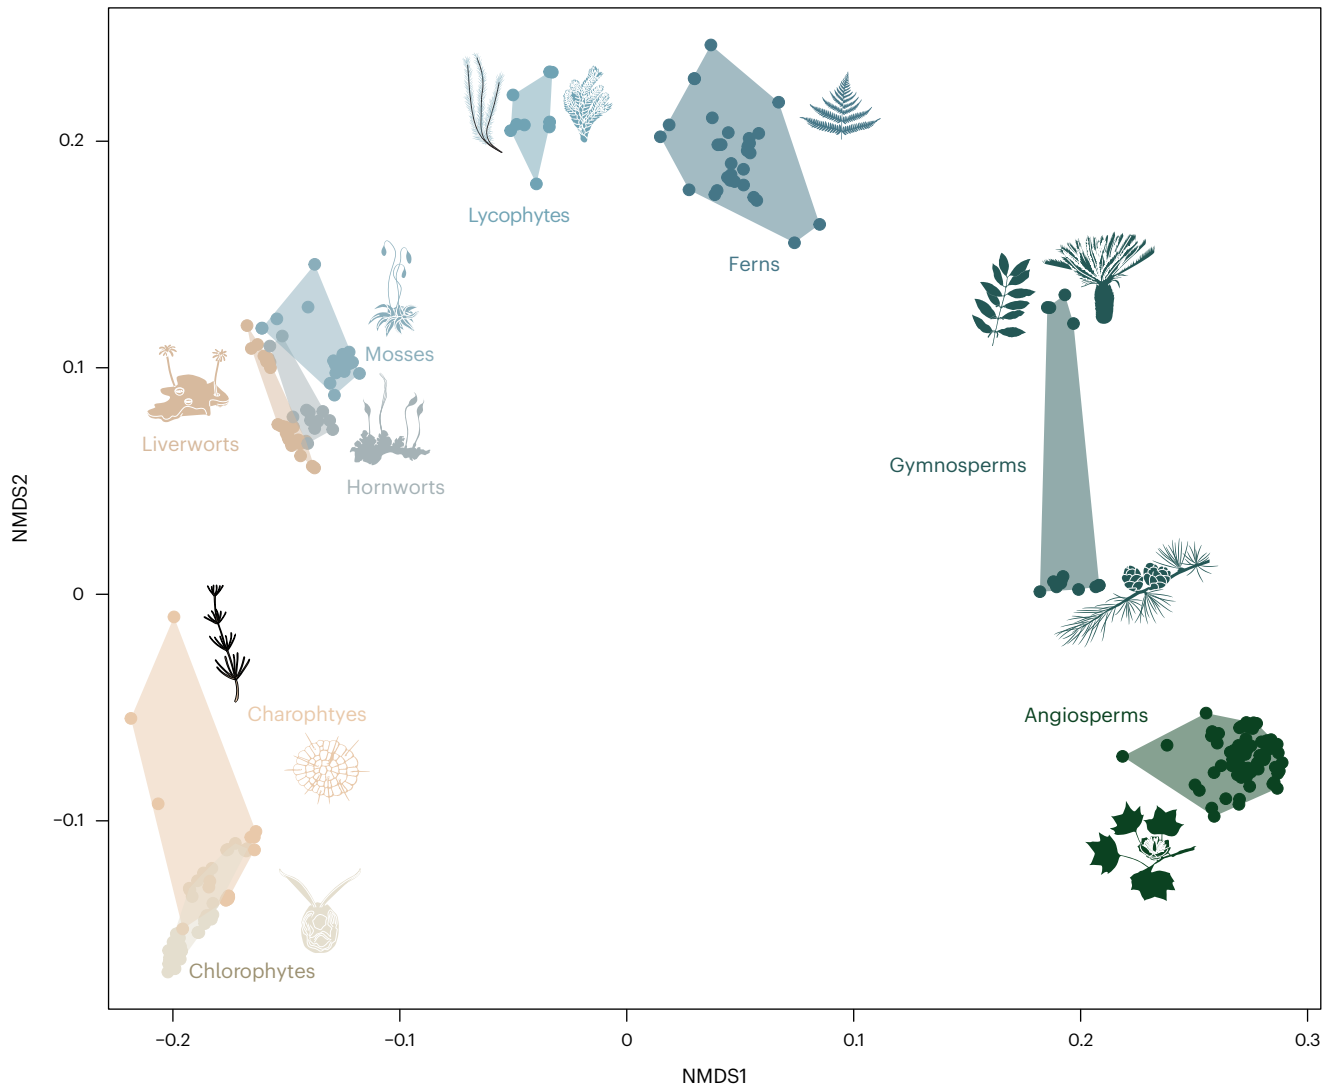 0.2
0.1
0
−0.1
NMDS2
Lycophytes
Ferns
Mosses
Liverworts
Hornworts
Gymnosperms
Charophtyes
Angiosperms
Chlorophytes
−0.2
−0.1
0
0.1
0.2
0.3
NMDS1